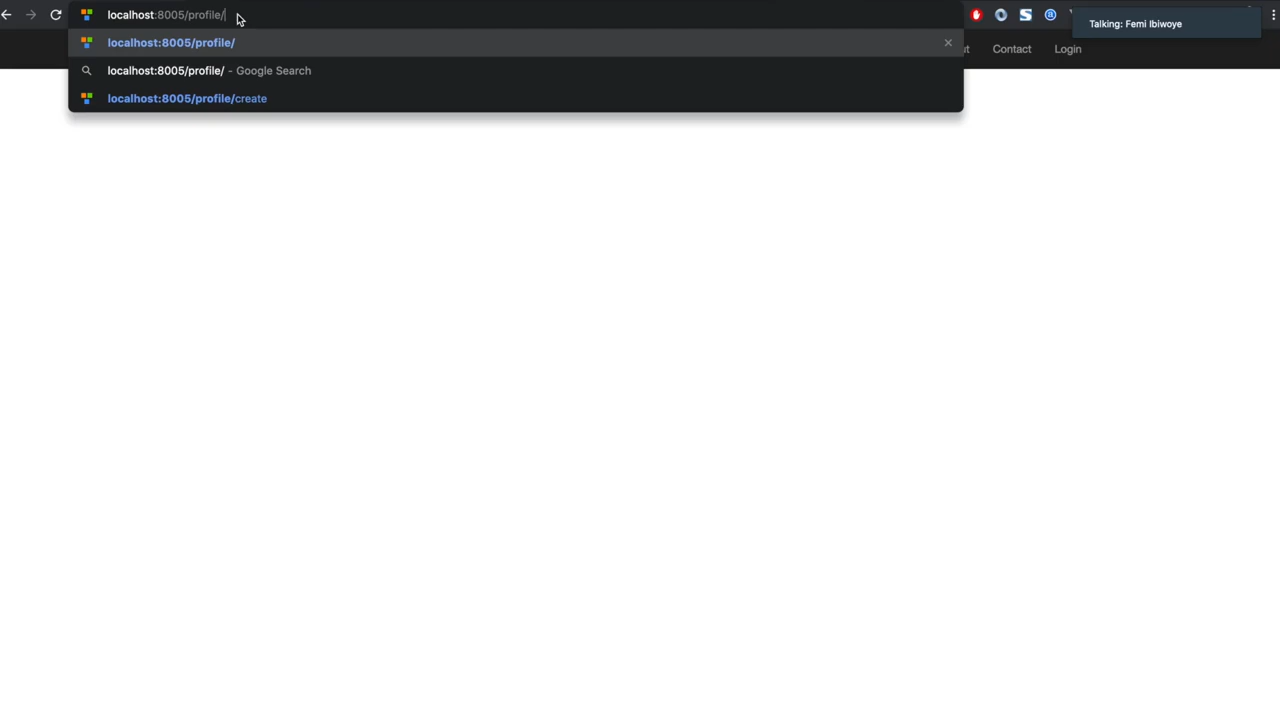 localhost:8005/profile/
Talking: Femi Ibiwoye
localhost:8005/profile/
ut Contact Login
localhost:8005/profile/ - Google Search
localhost:8005/profile/create